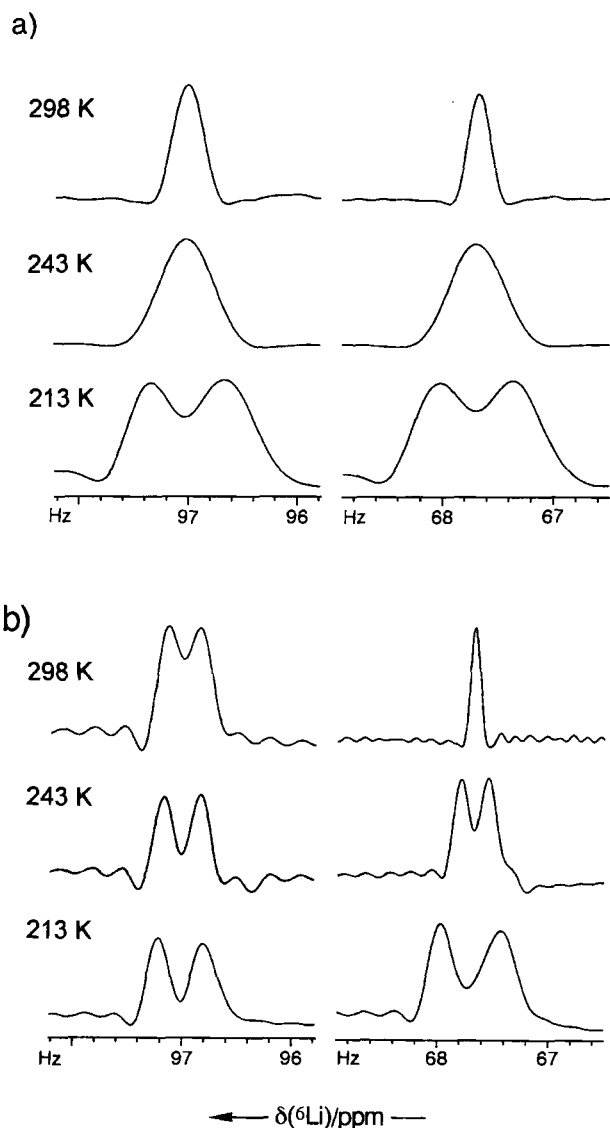 a)
298 K
243 K
213 K
Hz 97 96 Hz 68 67
b)
298 K
243 K
213 K
Hz 97 96 Hz 68 67
δ(⁶Li)/ppm